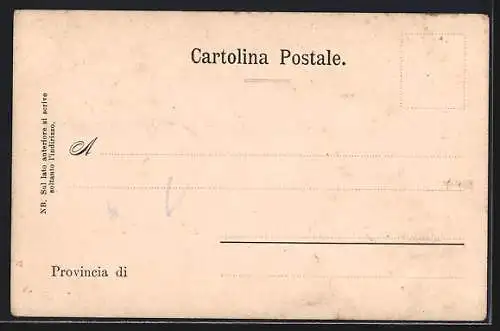 Cartolina Postale.
NB. Sul lato anteriore si scrive
soltanto l'indirizzo.
A
Provincia di